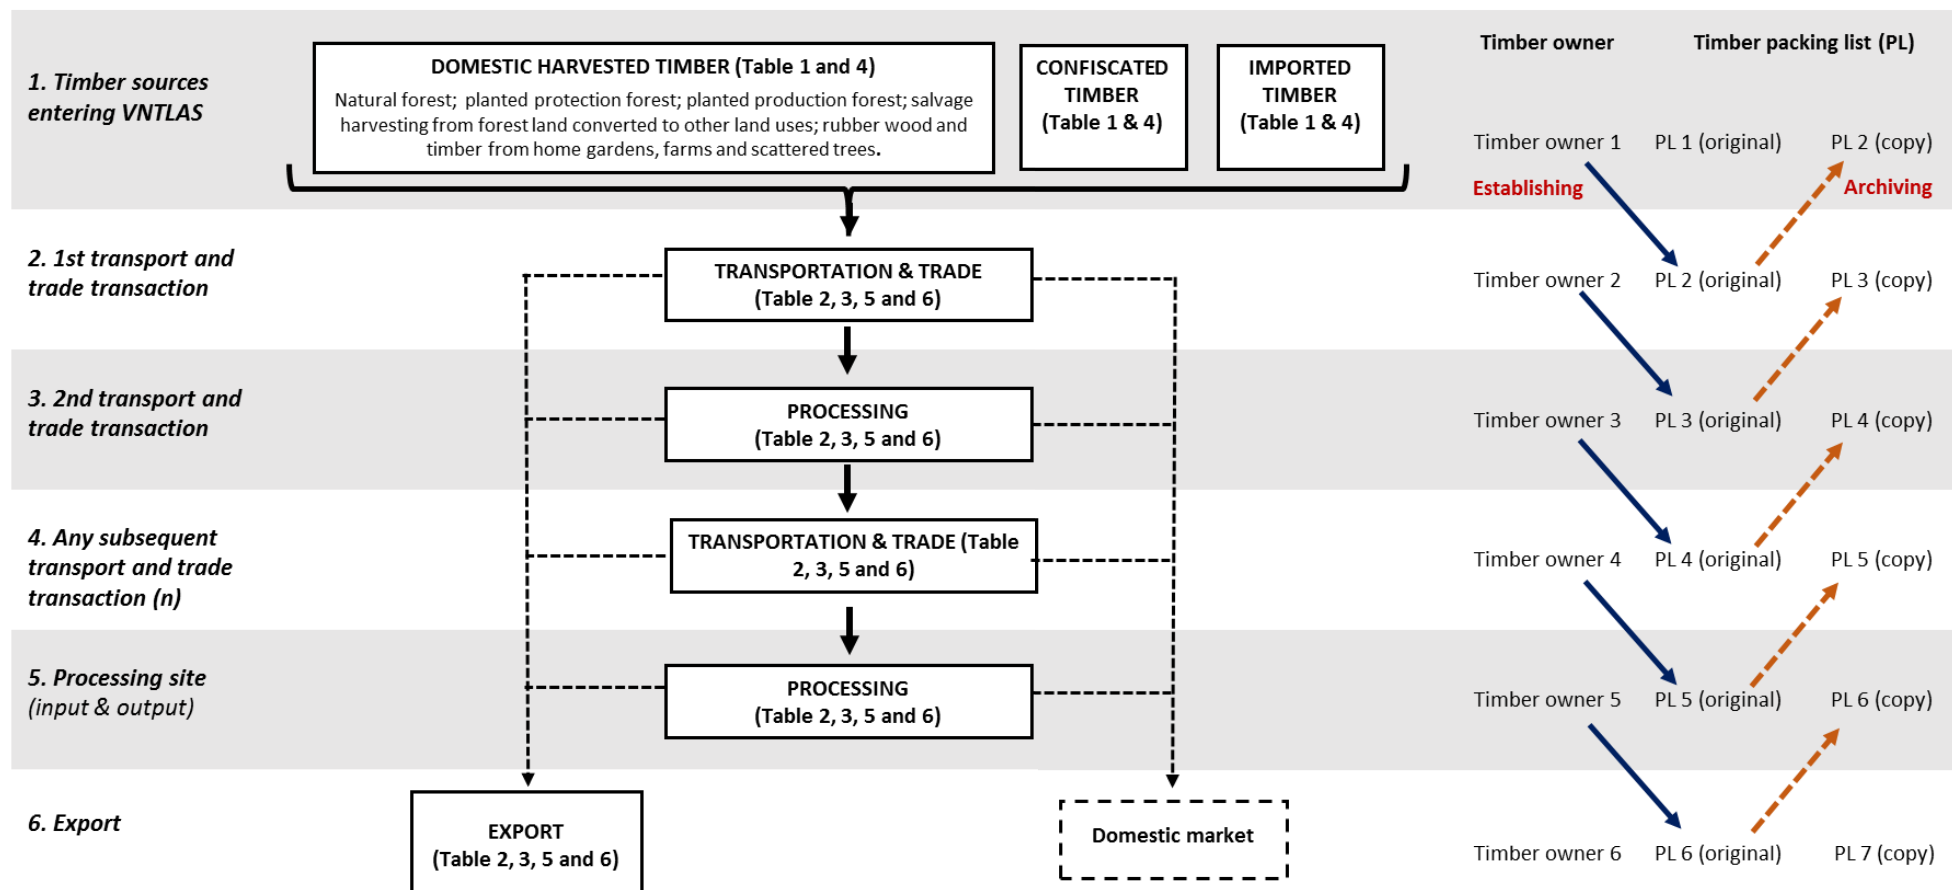 Timber owner
Timber packing list (PL)
1. Timber sources
entering VNTLAS
DOMESTIC HARVESTED TIMBER (Table 1 and 4)
Natural forest; planted protection forest; planted production forest; salvage
harvesting from forest land converted to other land uses; rubber wood and
timber from home gardens, farms and scattered trees.
CONFISCATED
TIMBER
(Table 1 & 4)
IMPORTED
TIMBER
(Table 1 & 4)
Timber owner 1
PL 1 (original)
PL 2 (copy)
Establishing
Archiving
2. 1st transport and
trade transaction
TRANSPORTATION & TRADE
(Table 2, 3, 5 and 6)
Timber owner 2
PL 2 (original)
PL 3 (copy)
3. 2nd transport and
trade transaction
PROCESSING
(Table 2, 3, 5 and 6)
Timber owner 3
PL 3 (original)
PL 4 (copy)
4. Any subsequent
transport and trade
transaction (n)
TRANSPORTATION & TRADE (Table
2, 3, 5 and 6)
Timber owner 4
PL 4 (original)
PL 5 (copy)
5. Processing site
(input & output)
PROCESSING
(Table 2, 3, 5 and 6)
Timber owner 5
PL 5 (original)
PL 6 (copy)
6. Export
EXPORT
(Table 2, 3, 5 and 6)
Domestic market
Timber owner 6
PL 6 (original)
PL 7 (copy)